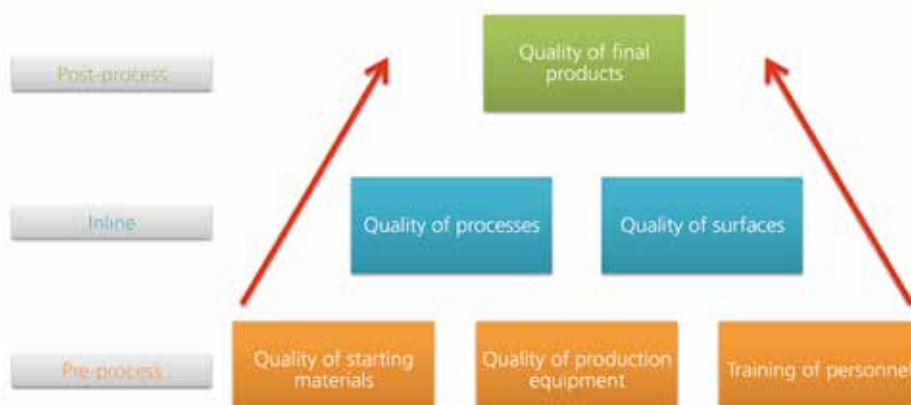 Post-process
Quality of final
products
Inline
Quality of processes
Quality of surfaces
Pre-process
Quality of starting
materials
Quality of production
equipment
Training of personnel